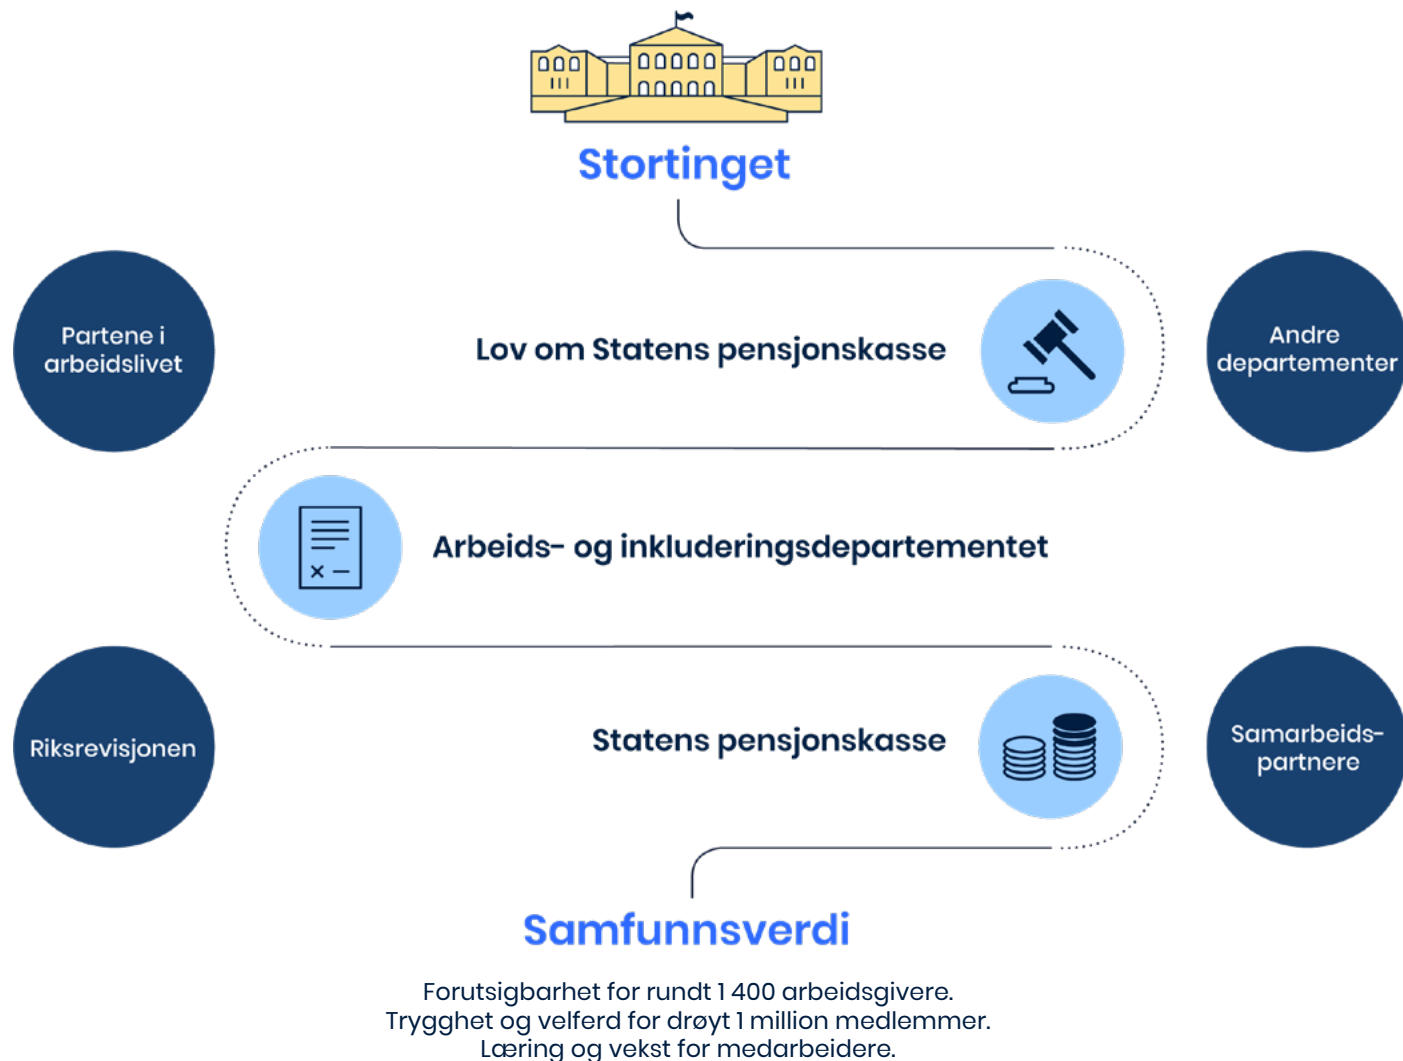 Stortinget
Partene i
arbeidslivet
Lov om Statens pensjonskasse
Andre
departementer
Arbeids- og inkluderingsdepartementet
Riksrevisjonen
Statens pensjonskasse
Samarbeids-
partnere
Samfunnsverdi
Forutsigbarhet for rundt 1 400 arbeidsgivere.
Trygghet og velferd for drøyt 1 million medlemmer.
Læring og vekst for medarbeidere.